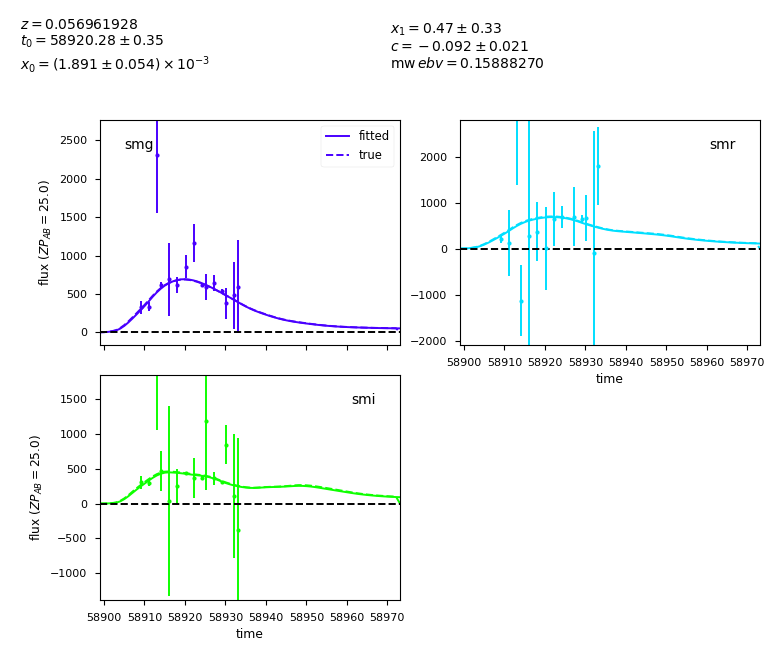 z = 0.056961928
t₀ = 58920.28 ± 0.35
x₀ = (1.891 ± 0.054) × 10⁻³
x₁ = 0.47 ± 0.33
c = −0.092 ± 0.021
mw ebv = 0.15888270
smg
fitted
true
flux (ZP_AB = 25.0)
2500
2000
1500
1000
500
0
smr
2000
1000
0
−1000
−2000
58900 58910 58920 58930 58940 58950 58960 58970
time
smi
flux (ZP_AB = 25.0)
1500
1000
500
0
−500
−1000
58900 58910 58920 58930 58940 58950 58960 58970
time